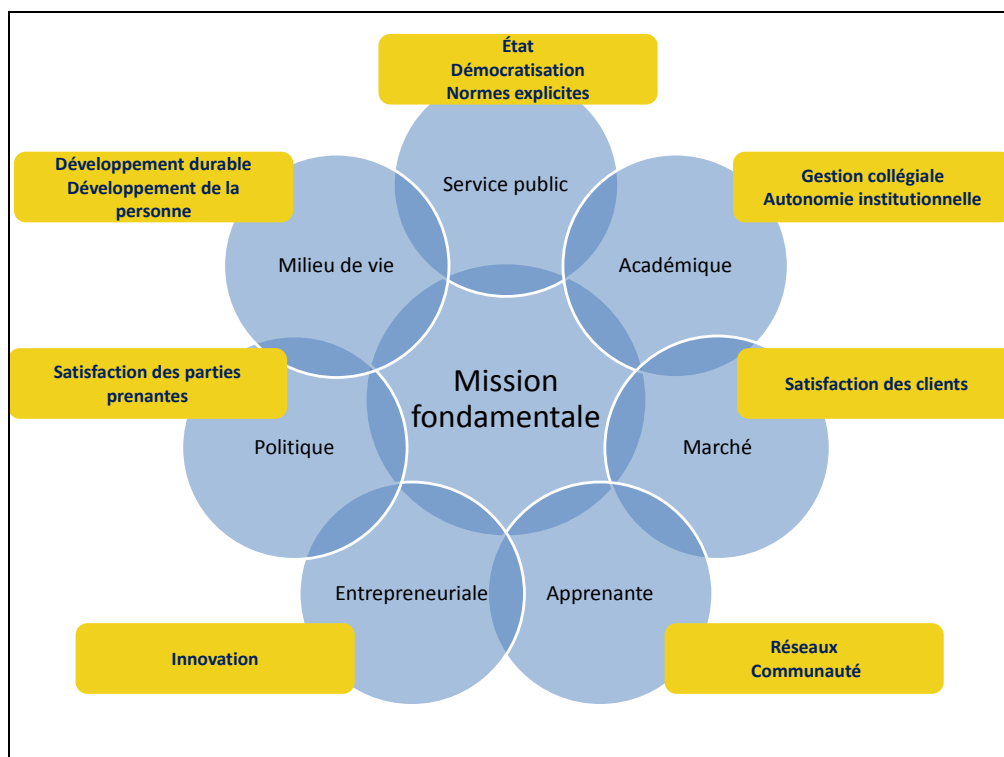 État
Démocratisation
Normes explicites
Service public
Développement durable
Développement de la
personne
Milieu de vie
Gestion collégiale
Autonomie institutionnelle
Académique
Satisfaction des parties
prenantes
Politique
Mission
fondamentale
Satisfaction des clients
Marché
Entrepreneuriale
Apprenante
Innovation
Réseaux
Communauté